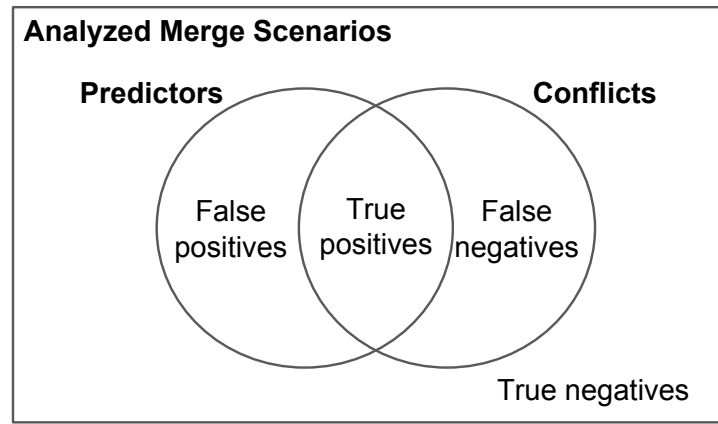 Analyzed Merge Scenarios
Predictors
Conflicts
False
positives
True
positives
False
negatives
True negatives